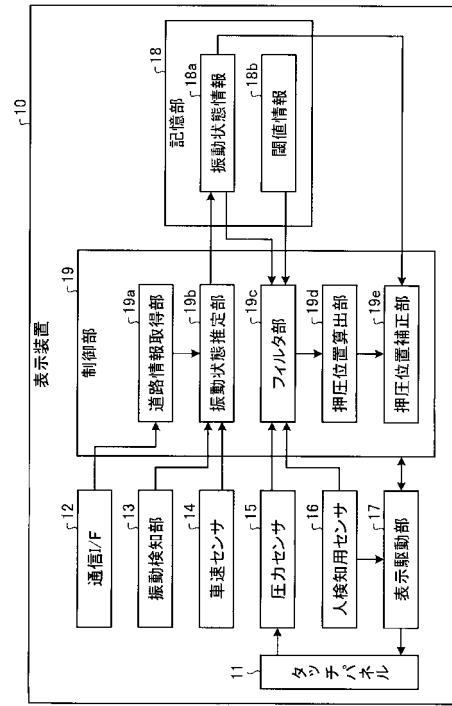 表示装置
10
12
通信I/F
13
振動検知部
14
車速センサ
15
圧力センサ
16
人検知用センサ
17
表示駆動部
11
タッチパネル
19
制御部
19a
道路情報取得部
19b
振動状態推定部
19c
フィルタ部
19d
押圧位置算出部
19e
押圧位置補正部
18
記憶部
18a
振動状態情報
18b
閾値情報